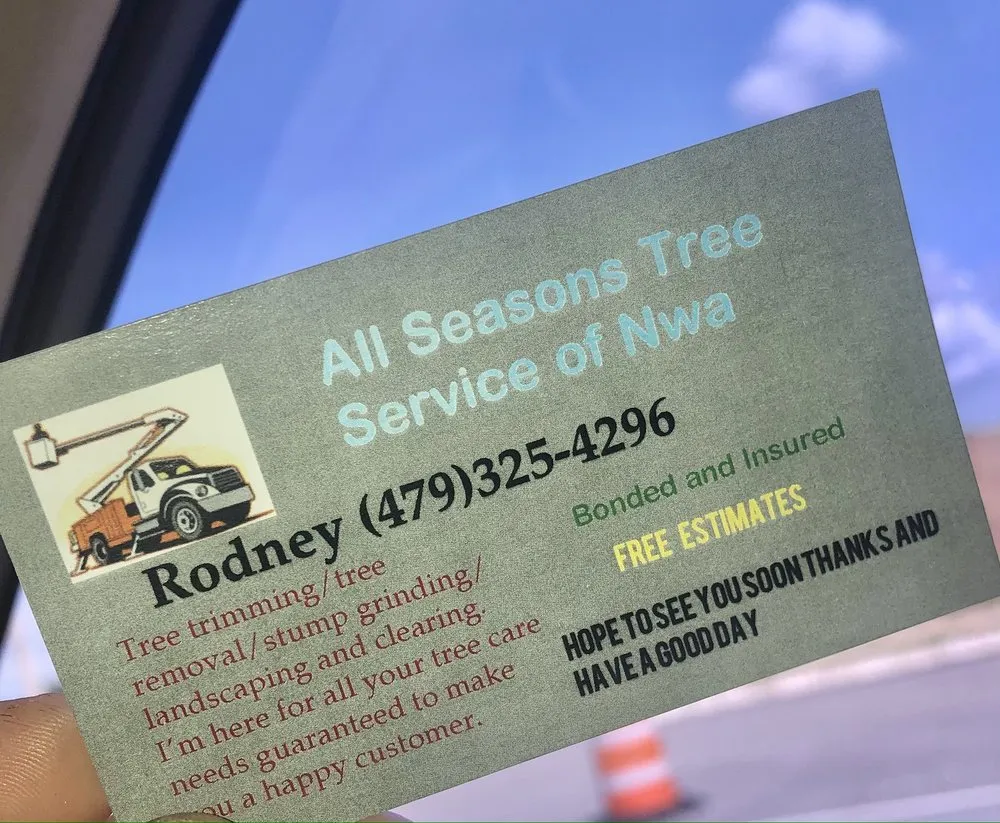 All Seasons Tree
Service of Nwa
Rodney (479)325-4296
Bonded and Insured
FREE ESTIMATES
HOPE TO SEE YOU SOON THANKS AND
HAVE A GOOD DAY
Tree trimming/tree
removal/stump grinding/
landscaping and clearing.
I'm here for all your tree care
needs guaranteed to make
you a happy customer.